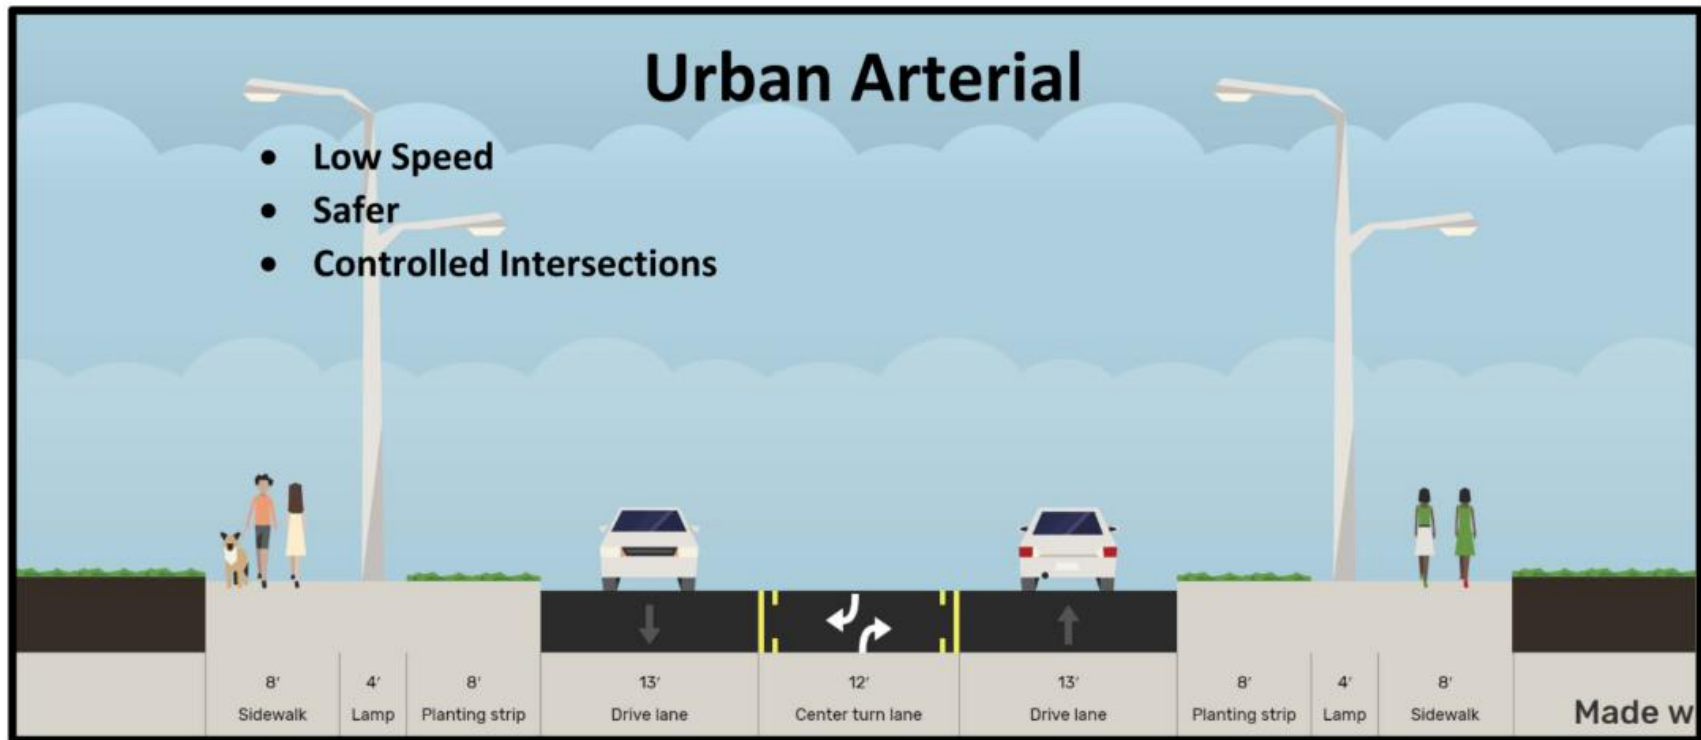 Urban Arterial
• Low Speed
• Safer
• Controlled Intersections
8' 4' 8' 13' 12' 13' 8' 4' 8'
Sidewalk Lamp Planting strip Drive lane Center turn lane Drive lane Planting strip Lamp Sidewalk
Made w